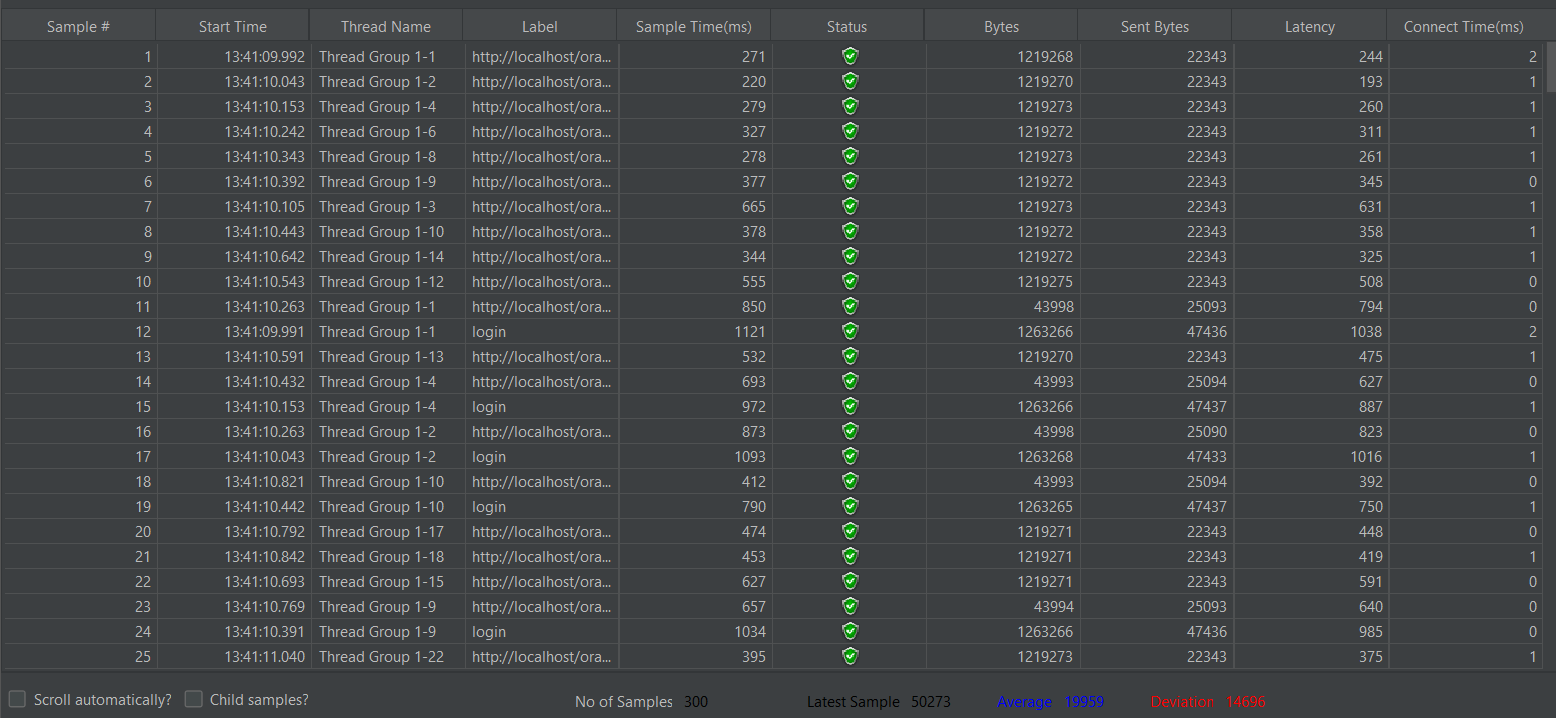 Sample # Start Time Thread Name Label Sample Time(ms) Status Bytes Sent Bytes Latency Connect Time(ms)
1 13:41:09.992 Thread Group 1-1 http://localhost/ora... 271 1219268 22343 244 2
2 13:41:10.043 Thread Group 1-2 http://localhost/ora... 220 1219270 22343 193 1
3 13:41:10.153 Thread Group 1-4 http://localhost/ora... 279 1219273 22343 260 1
4 13:41:10.242 Thread Group 1-6 http://localhost/ora... 327 1219272 22343 311 1
5 13:41:10.343 Thread Group 1-8 http://localhost/ora... 278 1219273 22343 261 1
6 13:41:10.392 Thread Group 1-9 http://localhost/ora... 377 1219272 22343 345 0
7 13:41:10.105 Thread Group 1-3 http://localhost/ora... 665 1219273 22343 631 1
8 13:41:10.443 Thread Group 1-10 http://localhost/ora... 378 1219272 22343 358 1
9 13:41:10.642 Thread Group 1-14 http://localhost/ora... 344 1219272 22343 325 1
10 13:41:10.543 Thread Group 1-12 http://localhost/ora... 555 1219275 22343 508 0
11 13:41:10.263 Thread Group 1-1 http://localhost/ora... 850 43998 25093 794 0
12 13:41:09.991 Thread Group 1-1 login 1121 1263266 47436 1038 2
13 13:41:10.591 Thread Group 1-13 http://localhost/ora... 532 1219270 22343 475 1
14 13:41:10.432 Thread Group 1-4 http://localhost/ora... 693 43993 25094 627 0
15 13:41:10.153 Thread Group 1-4 login 972 1263266 47437 887 1
16 13:41:10.263 Thread Group 1-2 http://localhost/ora... 873 43998 25090 823 0
17 13:41:10.043 Thread Group 1-2 login 1093 1263268 47433 1016 1
18 13:41:10.821 Thread Group 1-10 http://localhost/ora... 412 43993 25094 392 0
19 13:41:10.442 Thread Group 1-10 login 790 1263265 47437 750 1
20 13:41:10.792 Thread Group 1-17 http://localhost/ora... 474 1219271 22343 448 0
21 13:41:10.842 Thread Group 1-18 http://localhost/ora... 453 1219271 22343 419 1
22 13:41:10.693 Thread Group 1-15 http://localhost/ora... 627 1219271 22343 591 0
23 13:41:10.769 Thread Group 1-9 http://localhost/ora... 657 43994 25093 640 0
24 13:41:10.391 Thread Group 1-9 login 1034 1263266 47436 985 0
25 13:41:11.040 Thread Group 1-22 http://localhost/ora... 395 1219273 22343 375 1
Scroll automatically? Child samples? No of Samples 300 Latest Sample 50273 Average 19959 Deviation 14696